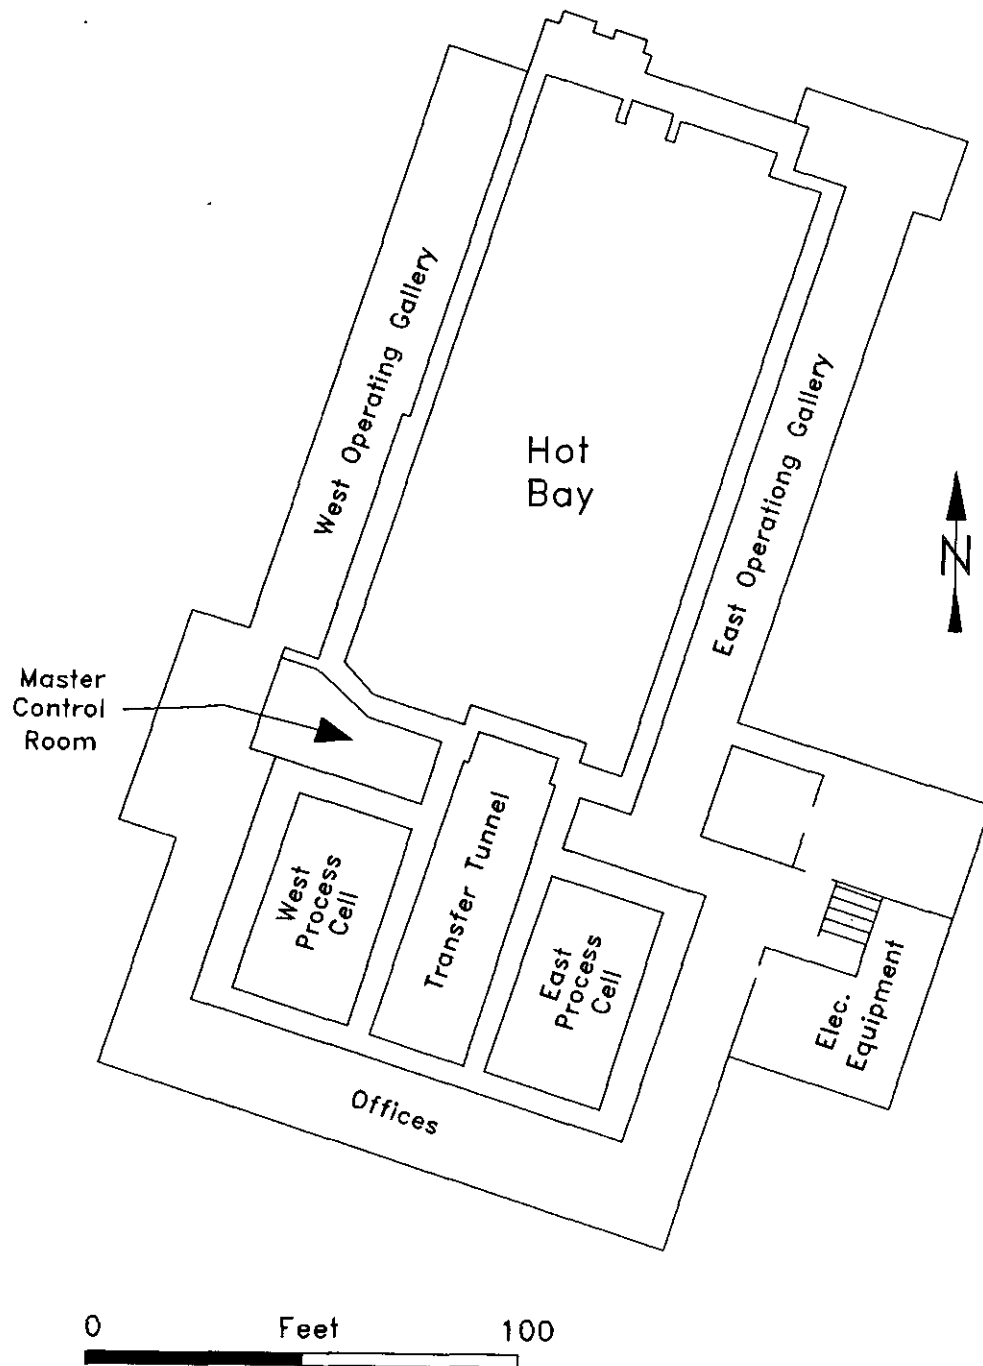 West Operating Gallery
Hot
Bay
East Operationg Gallery
N
Master
Control
Room
West
Process
Cell
Transfer Tunnel
East
Process
Cell
Elec.
Equipment
Offices
0 Feet 100